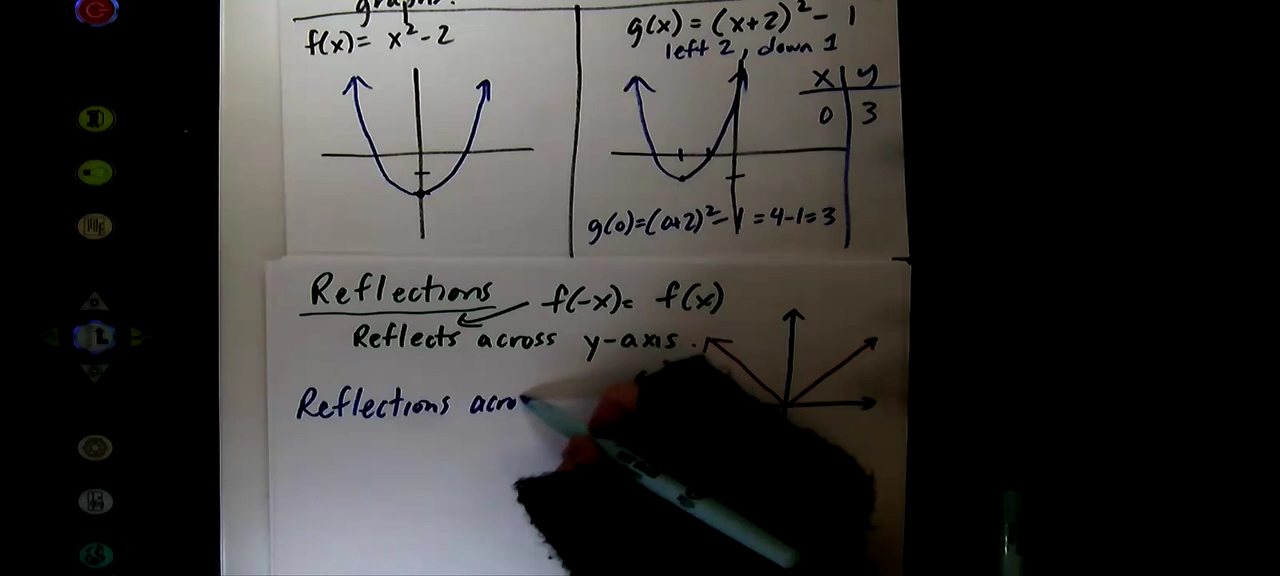 graphs.
f(x) = x² - 2
g(x) = (x+2)² - 1
left 2, down 1
x y
0 3
g(0)=(0+2)² - 1 = 4-1=3
Reflections f(-x)= f(x)
Reflects across y-axis.
Reflections acro